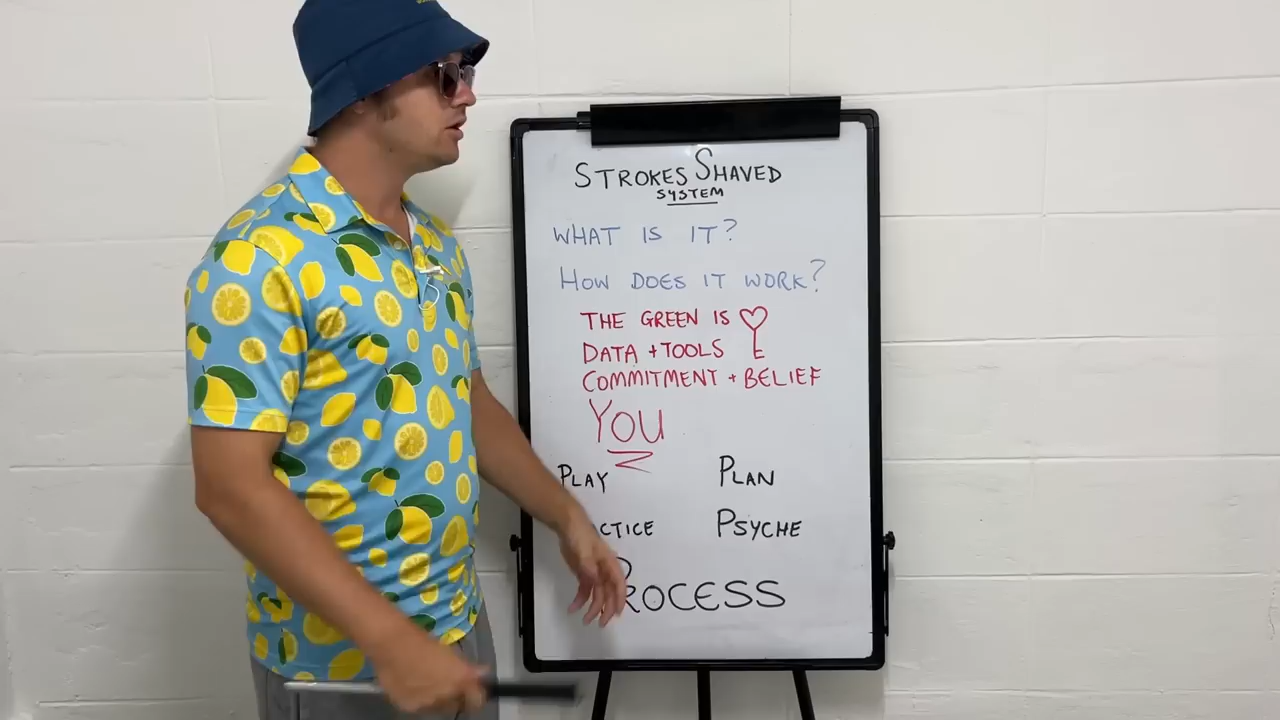 STROKES SHAVED
SYSTEM
WHAT IS IT?
HOW DOES IT WORK?
THE GREEN IS
DATA + TOOLS
COMMITMENT + BELIEF
YOU
PLAY PLAN
PSYCHE